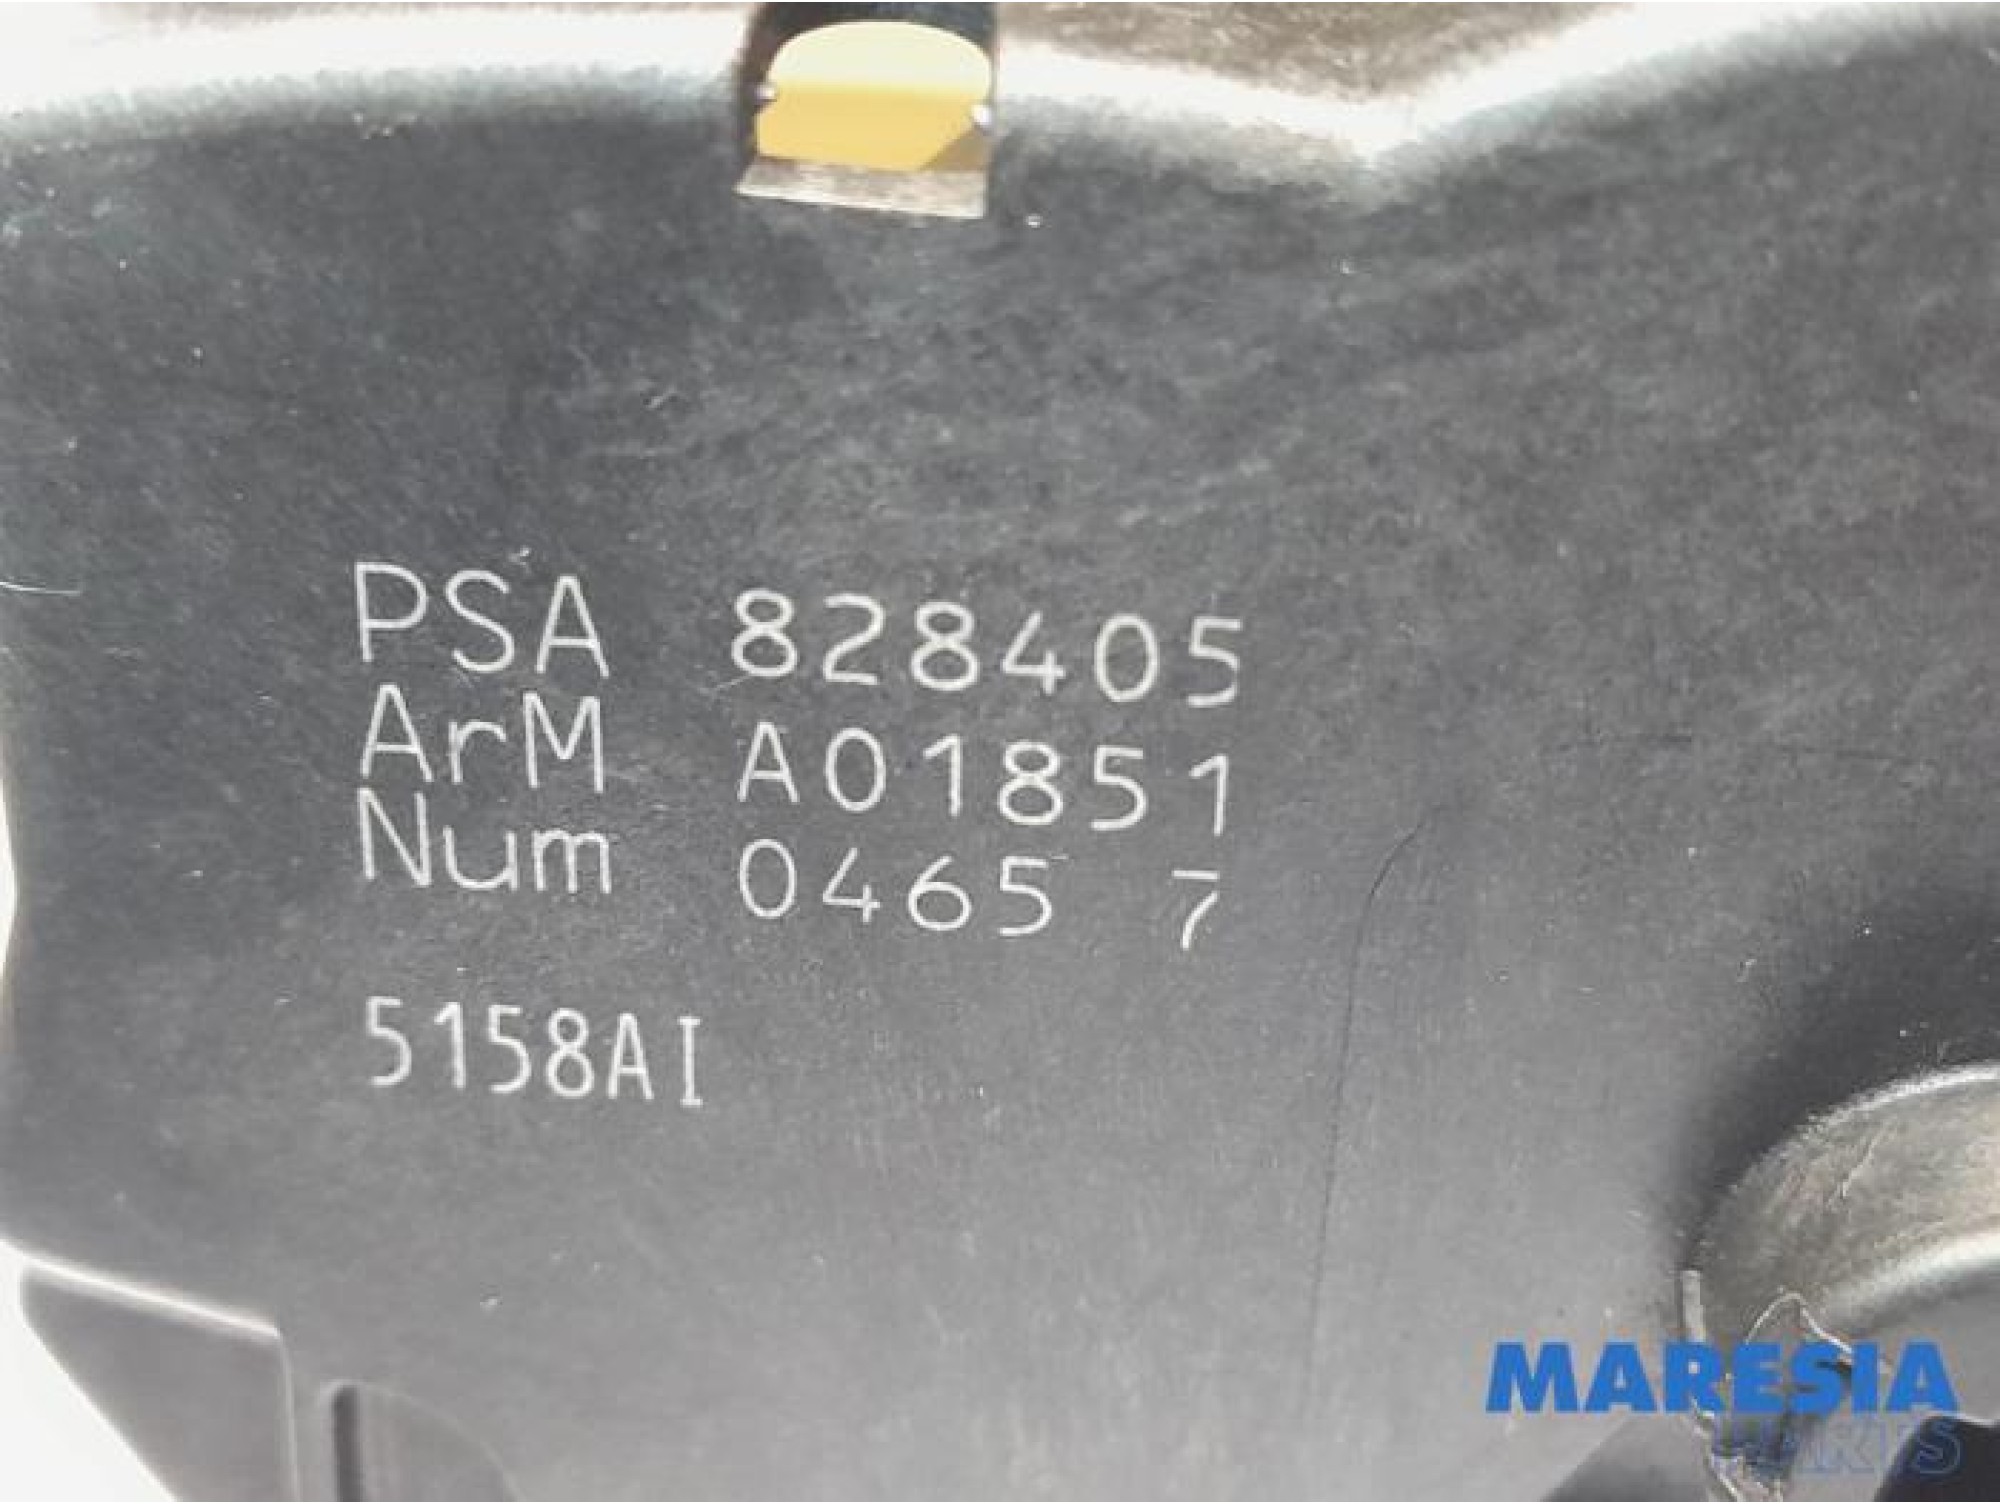 PSA 828405
ArM A01851
Num 0465 7
5158AI
MARESIA
PARTS